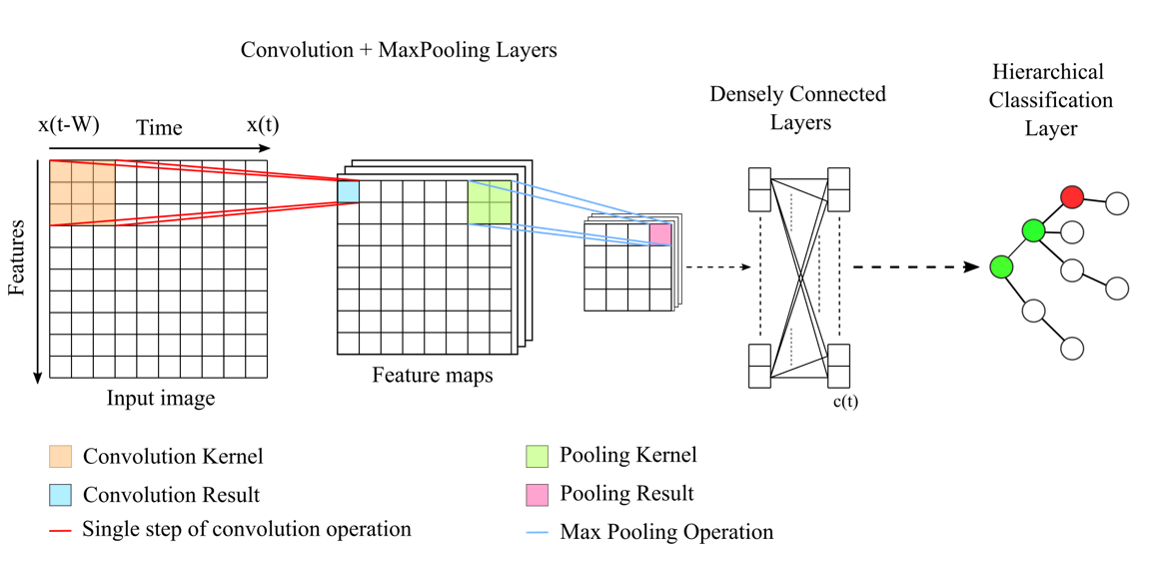 Convolution + MaxPooling Layers
Hierarchical
Classification
Layer
Densely Connected
Layers
x(t-W)
Time
x(t)
Features
Input image
Feature maps
c(t)
Convolution Kernel
Convolution Result
Single step of convolution operation
Pooling Kernel
Pooling Result
Max Pooling Operation